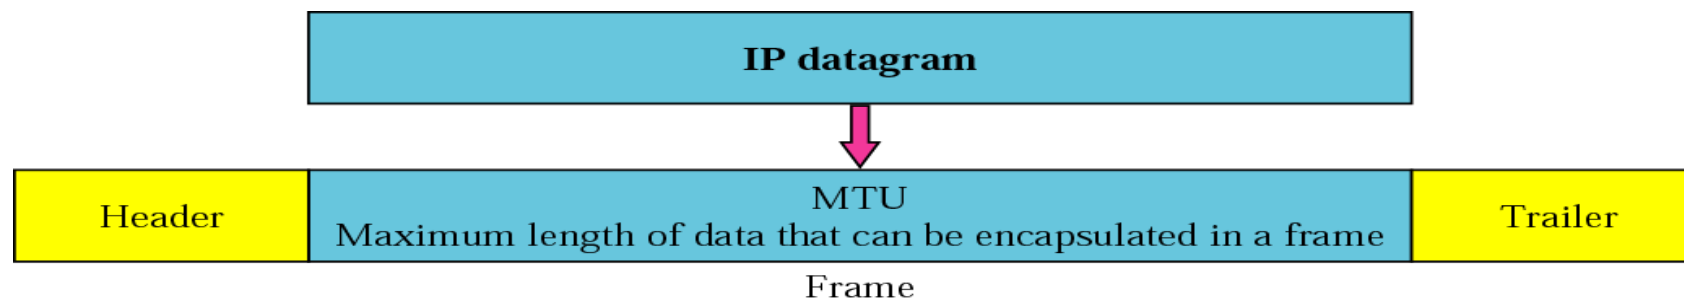 IP datagram
Header
MTU
Maximum length of data that can be encapsulated in a frame
Trailer
Frame